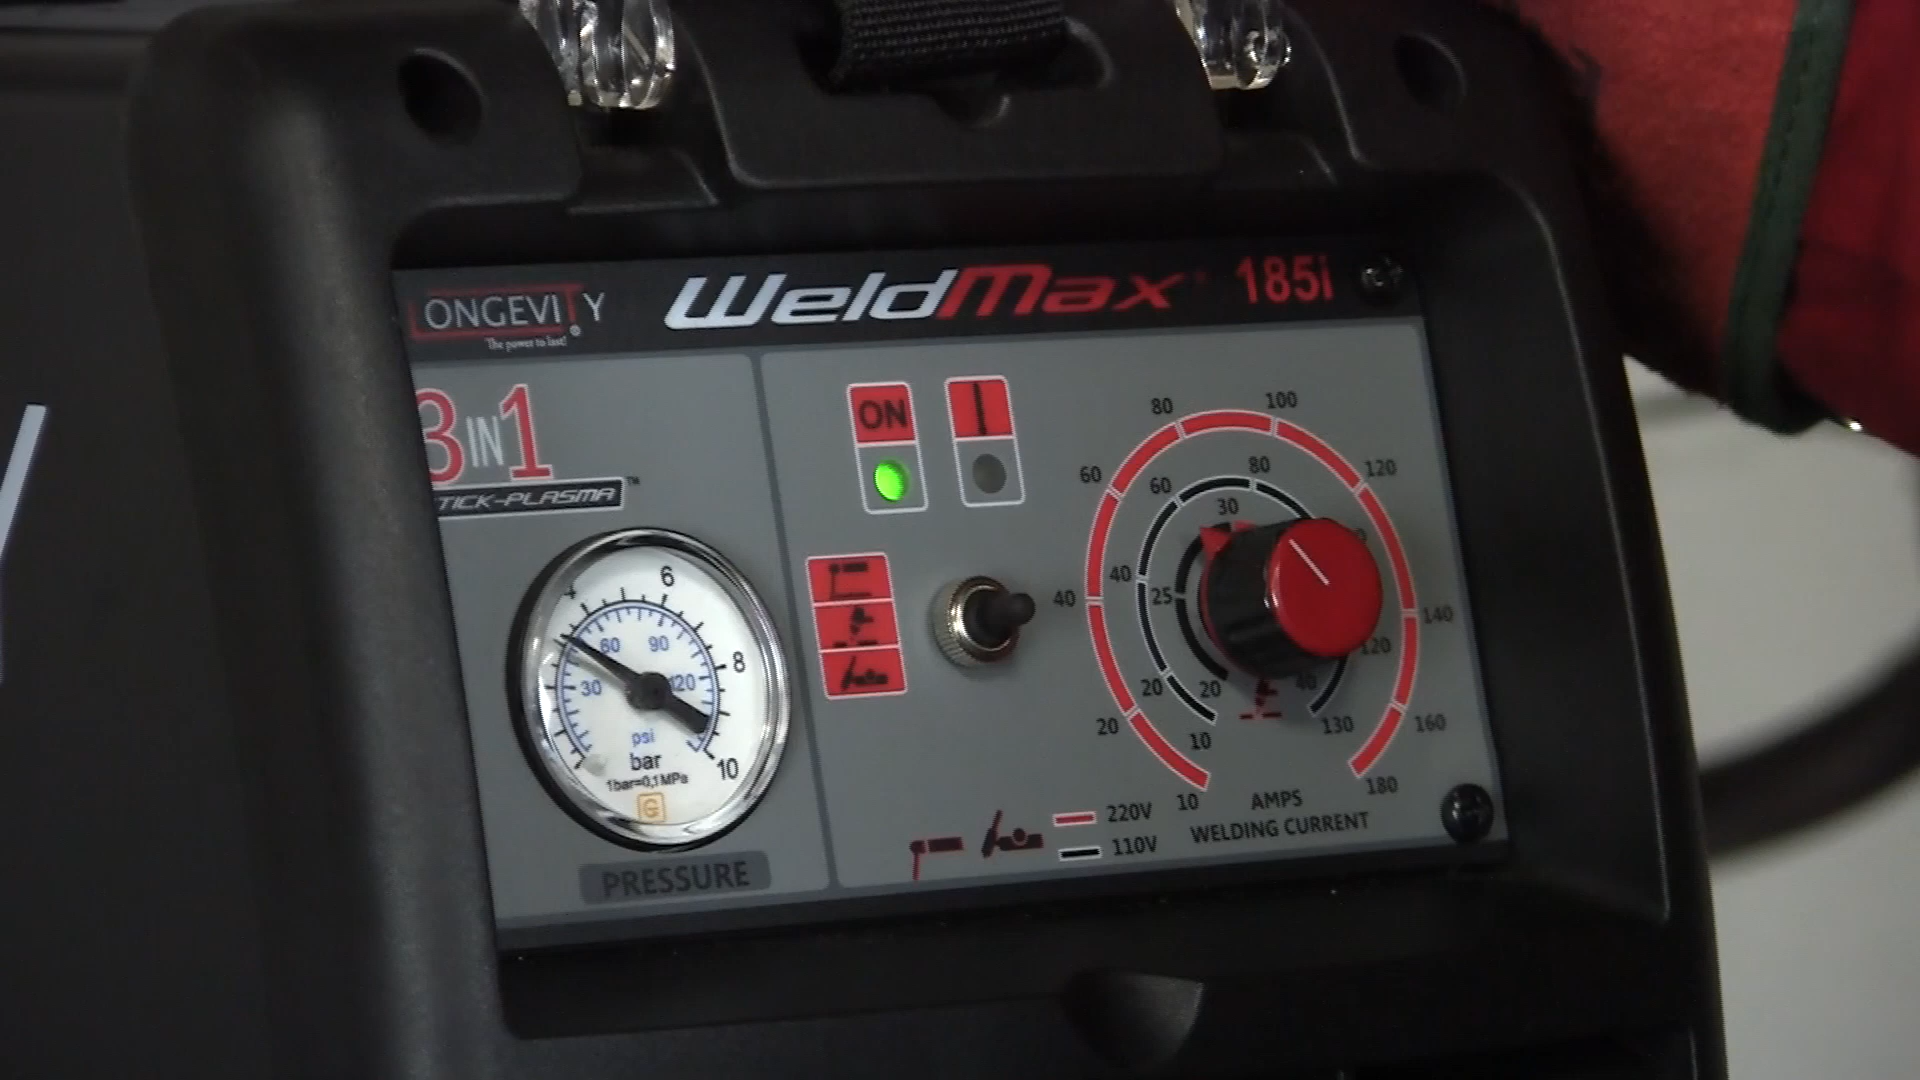 LONGEVITY
The power to last!
WeldMax 185i
3 IN 1
TICK-PLASMA™
ON
4 6 8 10
30 60 90 120
psi
bar
1bar=0,1MPa
G
PRESSURE
10 20 40 60 80 100 120 140 160 180
10 20 40 60 80 120 130
20 25 30 40
AMPS
WELDING CURRENT
220V
110V